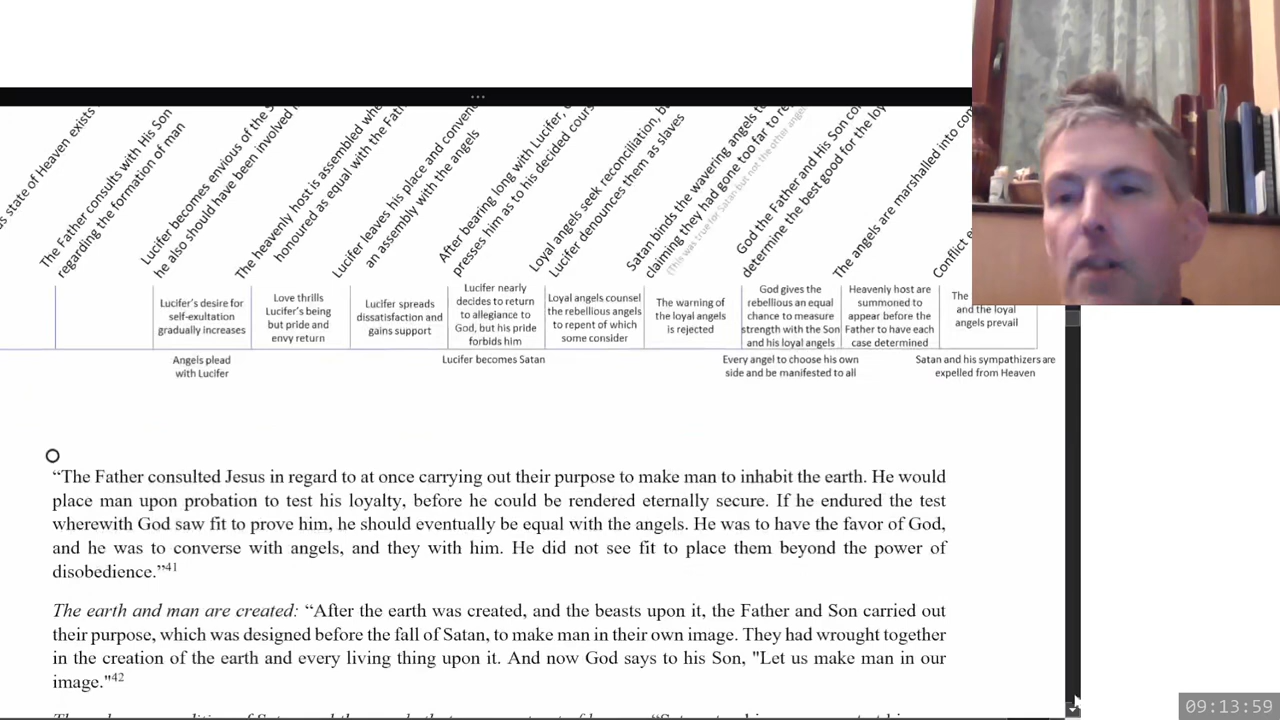 ...
us state of Heaven exists
The Father consults with His Son
regarding the formation of man
Lucifer becomes envious of the
he also should have been involved
The heavenly host is assembled
honoured as equal with the
Lucifer leaves his place and
an assembly with the angels
After bearing long with Lucifer,
presses him as to his decided
Loyal angels seek reconciliation,
Lucifer denounces them as slaves
Satan binds the wavering angels
claiming they had gone too far to
(This was true for Satan but not the other
God the Father and His Son
determine the best good for the
The angels are marshalled into
Conflict
Lucifer's desire for
self-exultation
gradually increases
Love thrills
Lucifer's being
but pride and
envy return
Lucifer spreads
dissatisfaction and
gains support
Lucifer nearly
decides to return
to allegiance to
God, but his pride
forbids him
Loyal angels counsel
the rebellious angels
to repent of which
some consider
The warning of
the loyal angels
is rejected
God gives the
rebellious an equal
chance to measure
strength with the Son
and his loyal angels
Heavenly host are
summoned to
appear before the
Father to have each
case determined
The
and the loyal
angels prevail
Angels plead
with Lucifer
Lucifer becomes Satan
Every angel to choose his own
side and be manifested to all
Satan and his sympathizers are
expelled from Heaven
“The Father consulted Jesus in regard to at once carrying out their purpose to make man to inhabit the earth. He would
place man upon probation to test his loyalty, before he could be rendered eternally secure. If he endured the test
wherewith God saw fit to prove him, he should eventually be equal with the angels. He was to have the favor of God,
and he was to converse with angels, and they with him. He did not see fit to place them beyond the power of
disobedience.”41
The earth and man are created: “After the earth was created, and the beasts upon it, the Father and Son carried out
their purpose, which was designed before the fall of Satan, to make man in their own image. They had wrought together
in the creation of the earth and every living thing upon it. And now God says to his Son, "Let us make man in our
image."42
09:13:59